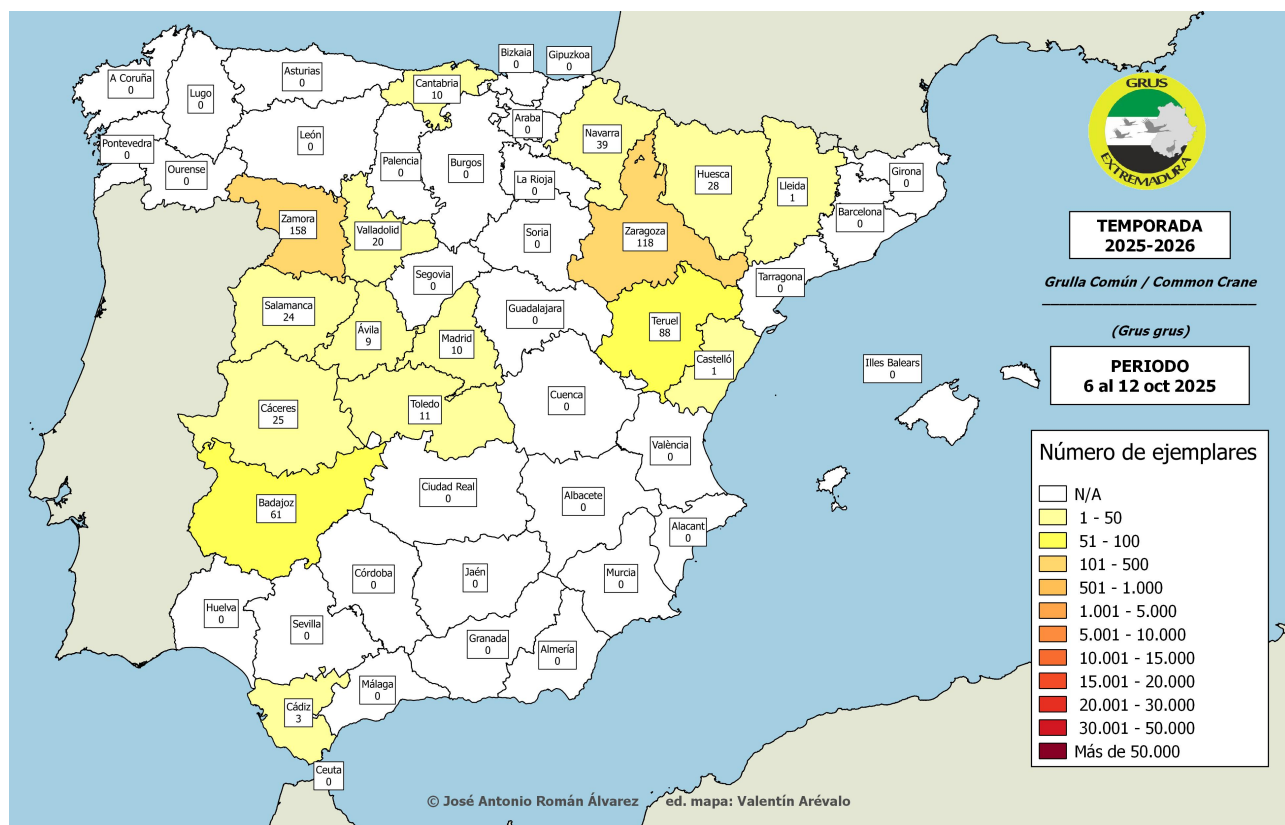 Bizkaia
0
Gipuzkoa
0
A Coruña
0
Lugo
0
Asturias
0
Cantabria
10
Araba
0
Navarra
39
Pontevedra
0
Ourense
0
León
0
Palencia
0
Burgos
0
La Rioja
0
Huesca
28
Lleida
1
Girona
0
Barcelona
0
Zamora
158
Valladolid
20
Soria
0
Zaragoza
118
Segovia
0
Tarragona
0
Guadalajara
0
Salamanca
24
Ávila
9
Madrid
10
Teruel
88
Castelló
1
Illes Balears
0
Cáceres
25
Toledo
11
Cuenca
0
València
0
Badajoz
61
Ciudad Real
0
Albacete
0
Alacant
0
Córdoba
0
Jaén
0
Murcia
0
Huelva
0
Sevilla
0
Granada
0
Almería
0
Málaga
0
Cádiz
3
Ceuta
0
GRUS
EXTREMADURA
TEMPORADA
2025-2026
Grulla Común / Common Crane
(Grus grus)
PERIODO
6 al 12 oct 2025
Número de ejemplares
N/A
1 - 50
51 - 100
101 - 500
501 - 1.000
1.001 - 5.000
5.001 - 10.000
10.001 - 15.000
15.001 - 20.000
20.001 - 30.000
30.001 - 50.000
Más de 50.000
© José Antonio Román Álvarez ed. mapa: Valentín Arévalo